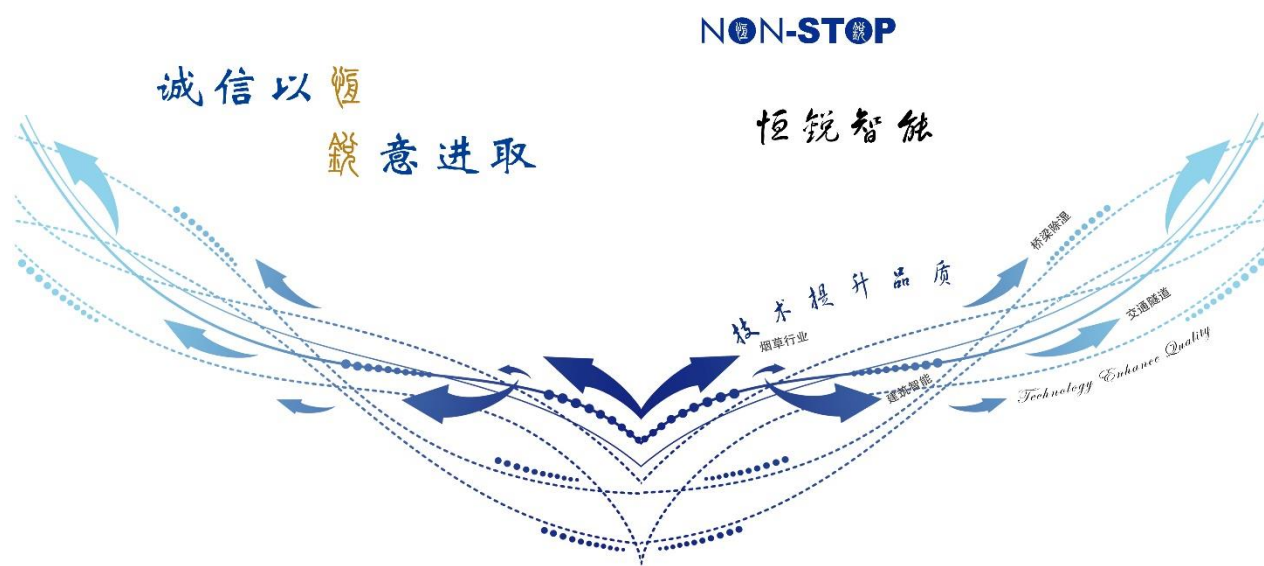 NON-STOP
诚信以恒
锐意进取
恒锐智能
技术提升品质
烟草行业
建筑智能
桥梁除湿
交通隧道
Technology Enhance Quality